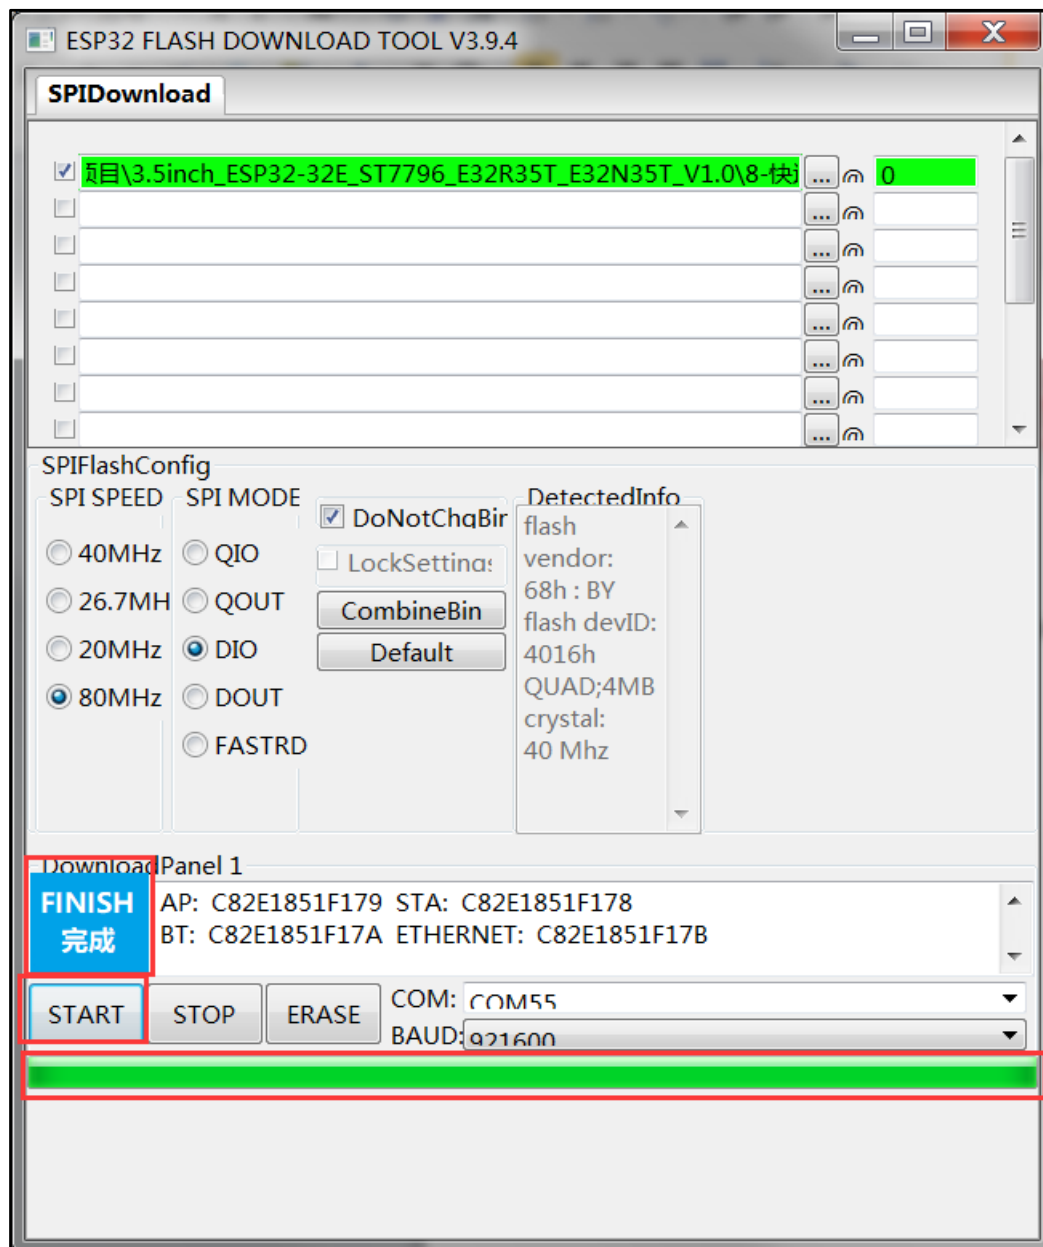 ESP32 FLASH DOWNLOAD TOOL V3.9.4
SPIDownload
项目\3.5inch_ESP32-32E_ST7796_E32R35T_E32N35T_V1.0\8-快 ... @ 0
... @
... @
... @
... @
... @
... @
... @
SPIFlashConfig
SPI SPEED SPI MODE DetectedInfo
DoNotChgBin
40MHz QIO LockSettings
26.7MH QOUT CombineBin
20MHz DIO Default
80MHz DOUT
FASTRD
flash
vendor:
68h : BY
flash devID:
4016h
QUAD;4MB
crystal:
40 Mhz
DownloadPanel 1
FINISH
完成
AP: C82E1851F179 STA: C82E1851F178
BT: C82E1851F17A ETHERNET: C82E1851F17B
START STOP ERASE COM: COM55
BAUD: 921600